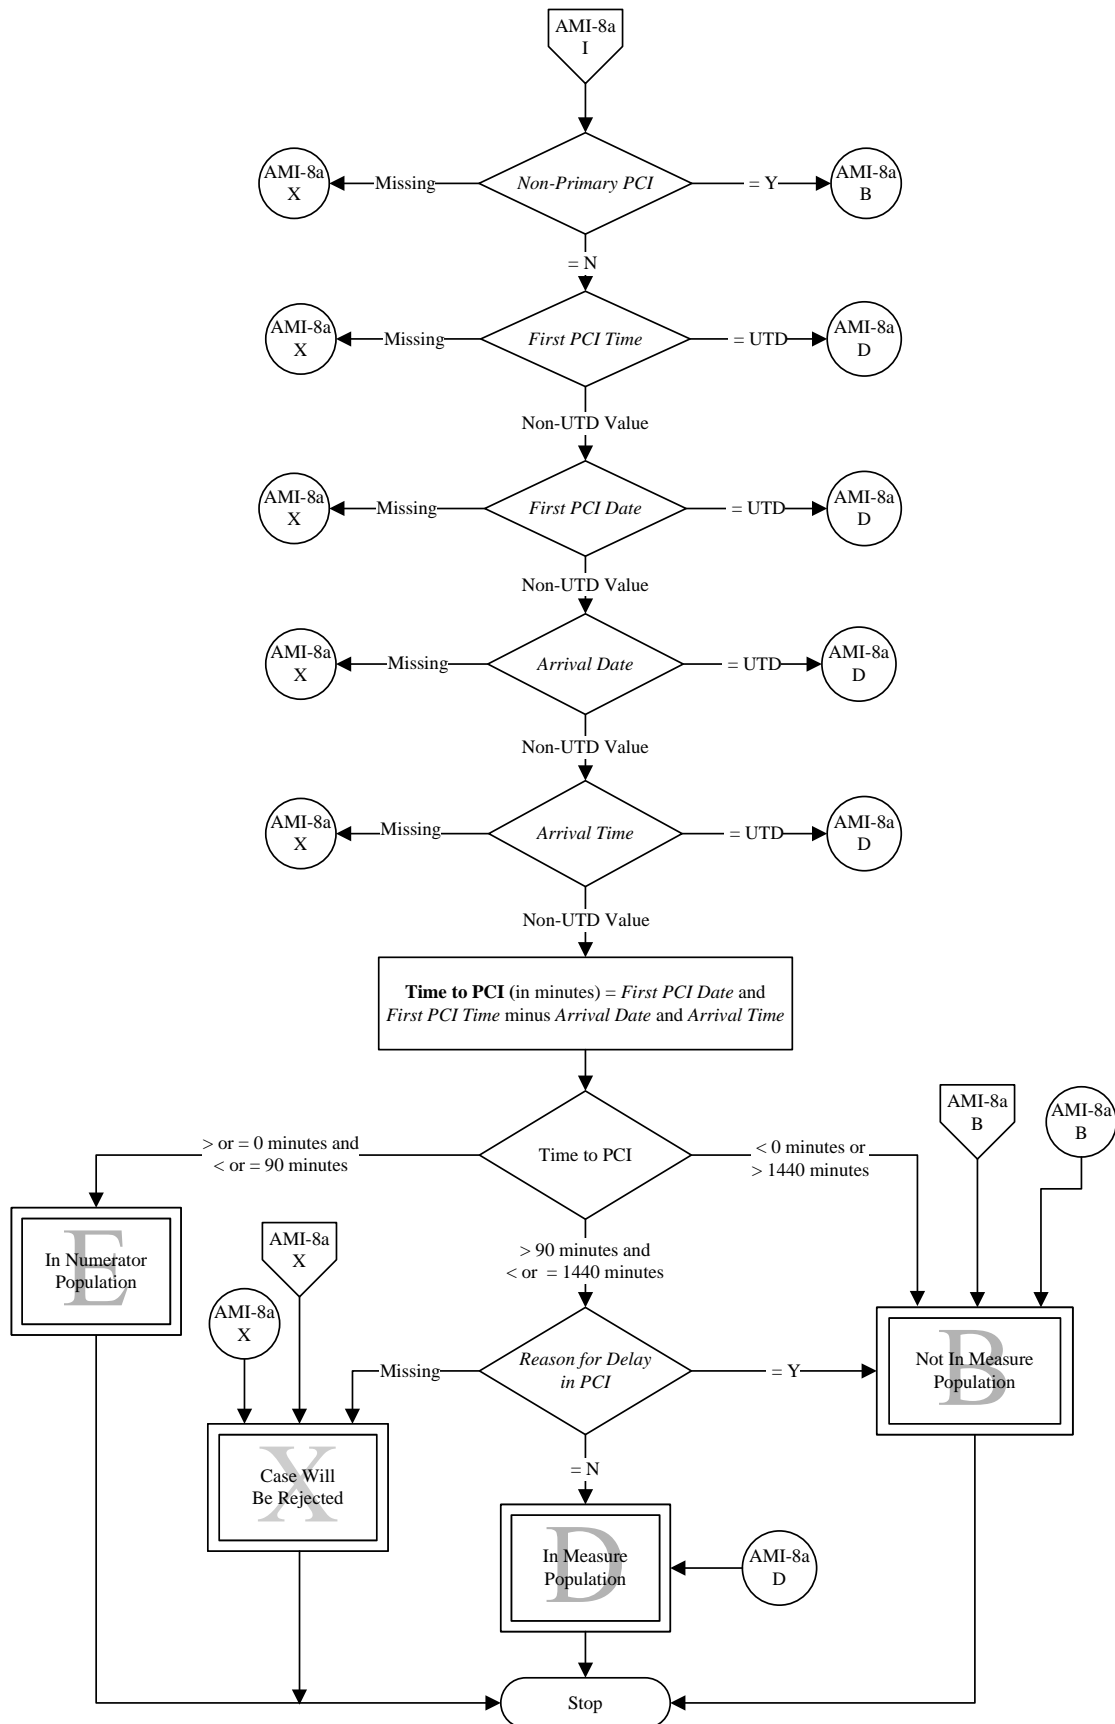 AMI-8a
I
AMI-8a
X
Missing
Non-Primary PCI
= Y
AMI-8a
B
= N
AMI-8a
X
Missing
First PCI Time
= UTD
AMI-8a
D
Non-UTD Value
AMI-8a
X
Missing
First PCI Date
= UTD
AMI-8a
D
Non-UTD Value
AMI-8a
X
Missing
Arrival Date
= UTD
AMI-8a
D
Non-UTD Value
AMI-8a
X
Missing
Arrival Time
= UTD
AMI-8a
D
Non-UTD Value
Time to PCI (in minutes) = First PCI Date and
First PCI Time minus Arrival Date and Arrival Time
AMI-8a
B
AMI-8a
B
> or = 0 minutes and
< or = 90 minutes
Time to PCI
< 0 minutes or
> 1440 minutes
E
In Numerator
Population
AMI-8a
X
> 90 minutes and
< or = 1440 minutes
AMI-8a
X
Missing
Reason for Delay
in PCI
= Y
B
Not In Measure
Population
X
Case Will
Be Rejected
= N
D
In Measure
Population
AMI-8a
D
Stop